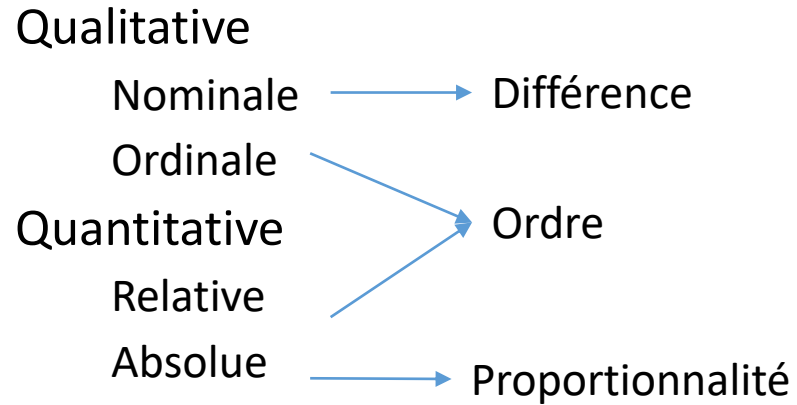 Qualitative
Nominale Différence
Ordinale
Quantitative Ordre
Relative
Absolue Proportionnalité